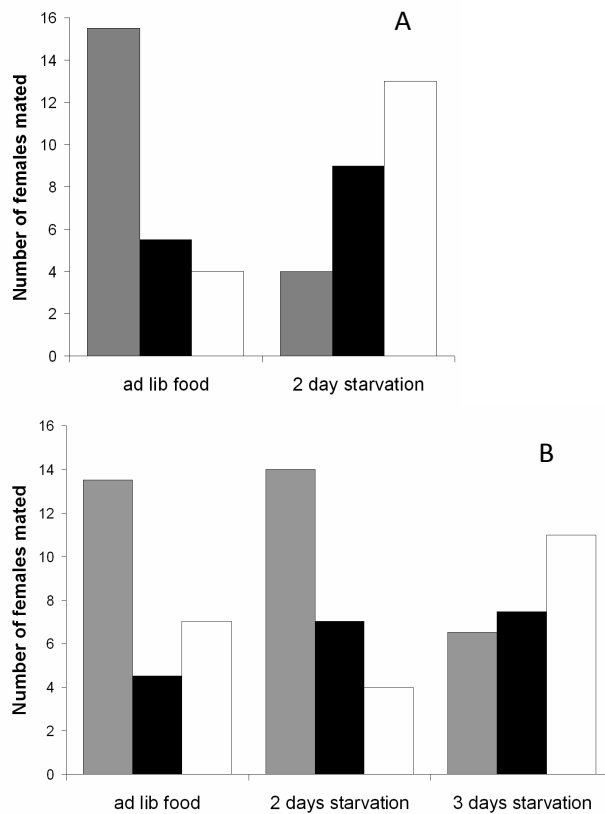 A
Number of females mated
16
14
12
10
8
6
4
2
0
ad lib food
2 day starvation
B
Number of females mated
16
14
12
10
8
6
4
2
0
ad lib food
2 days starvation
3 days starvation